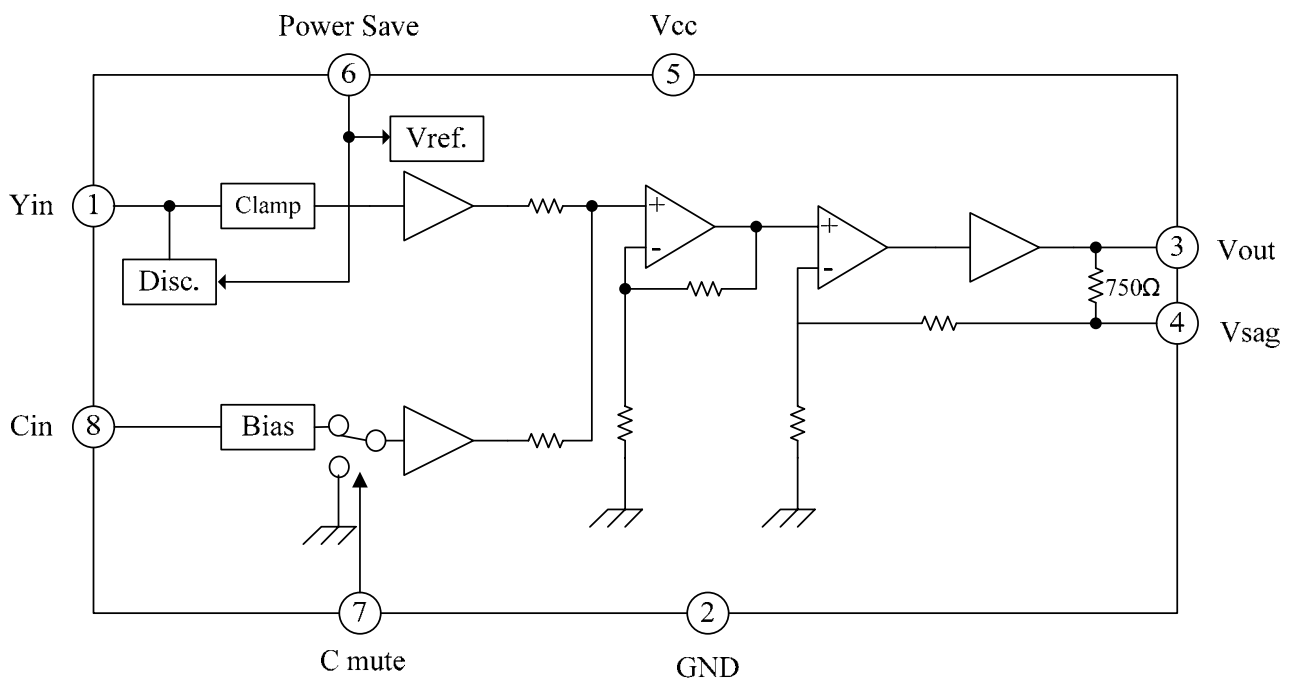 Power Save
Vcc
6
5
Vref.
Yin
1
Clamp
+
-
+
-
3
Vout
Disc.
750Ω
4
Vsag
Cin
8
Bias
7
2
C mute
GND